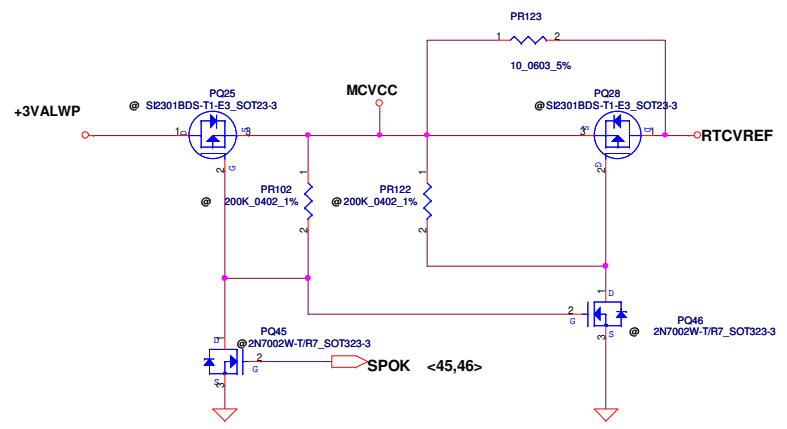 PR123
1 2
10_0603_5%
MCVCC
PQ25
@ SI2301BDS-T1-E3_SOT23-3
PQ28
@ SI2301BDS-T1-E3_SOT23-3
+3VALWP
1 D S 3
3 S D 1
RTCVREF
2 G
1
1
G 2
PR102
@ 200K_0402_1%
PR122
@ 200K_0402_1%
2
2
1 D
2 G
PQ46
@ 2N7002W-T/R7_SOT323-3
S 3
1 D
PQ45
@ 2N7002W-T/R7_SOT323-3
2 G
S 3
SPOK <45,46>